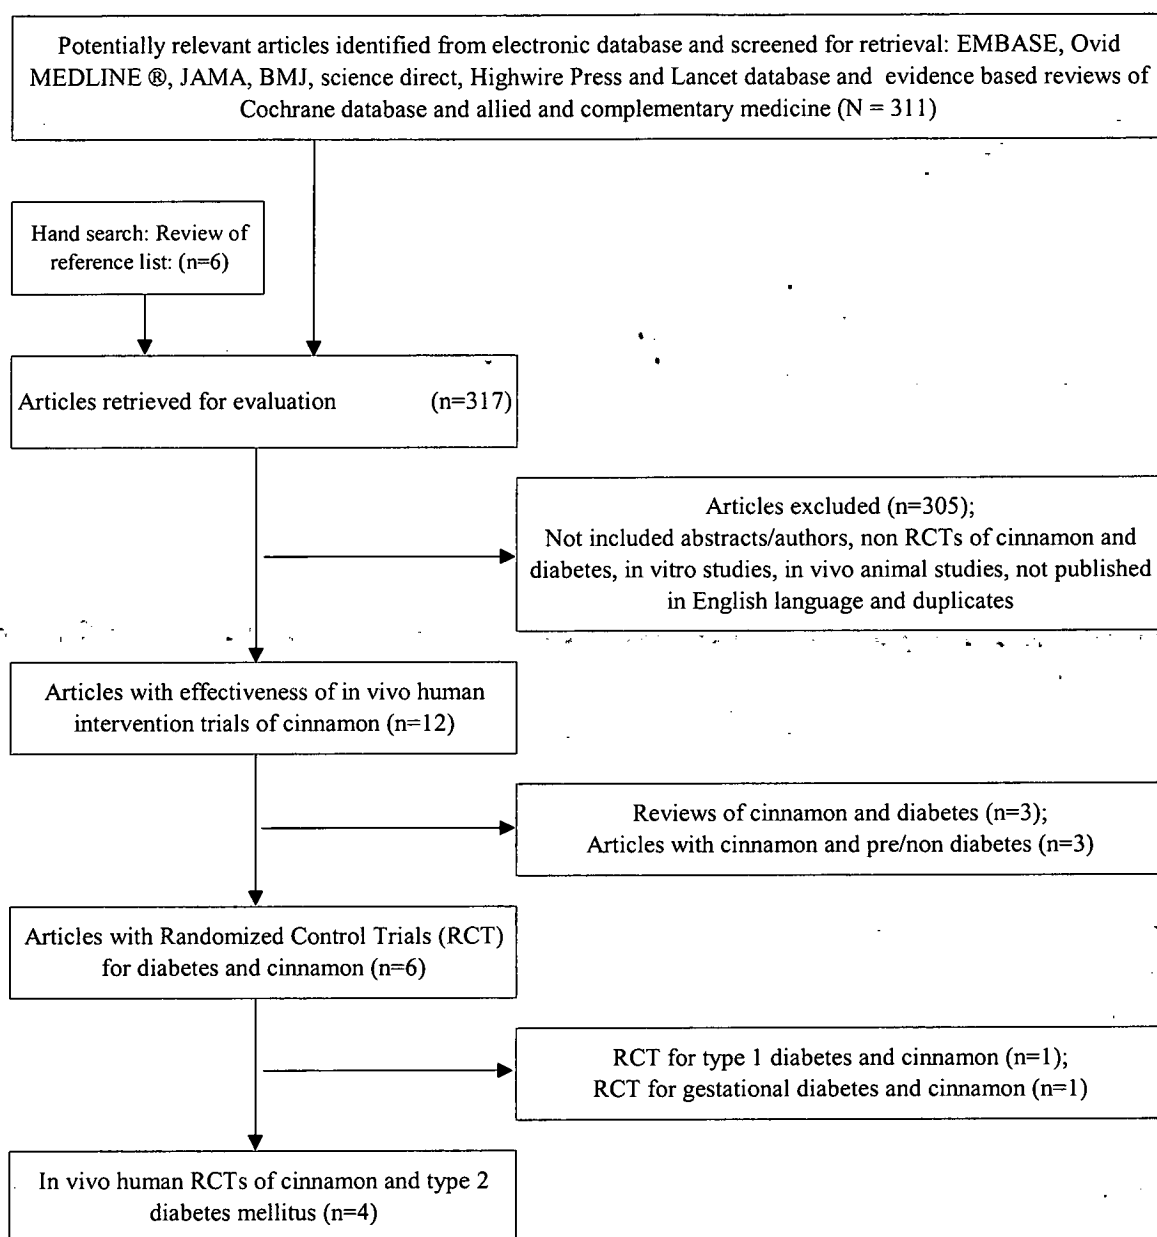 Potentially relevant articles identified from electronic database and screened for retrieval: EMBASE, Ovid
MEDLINE ®, JAMA, BMJ, science direct, Highwire Press and Lancet database and evidence based reviews of
Cochrane database and allied and complementary medicine (N = 311)
Hand search: Review of
reference list: (n=6)
Articles retrieved for evaluation (n=317)
Articles excluded (n=305);
Not included abstracts/authors, non RCTs of cinnamon and
diabetes, in vitro studies, in vivo animal studies, not published
in English language and duplicates
Articles with effectiveness of in vivo human
intervention trials of cinnamon (n=12)
Reviews of cinnamon and diabetes (n=3);
Articles with cinnamon and pre/non diabetes (n=3)
Articles with Randomized Control Trials (RCT)
for diabetes and cinnamon (n=6)
RCT for type 1 diabetes and cinnamon (n=1);
RCT for gestational diabetes and cinnamon (n=1)
In vivo human RCTs of cinnamon and type 2
diabetes mellitus (n=4)